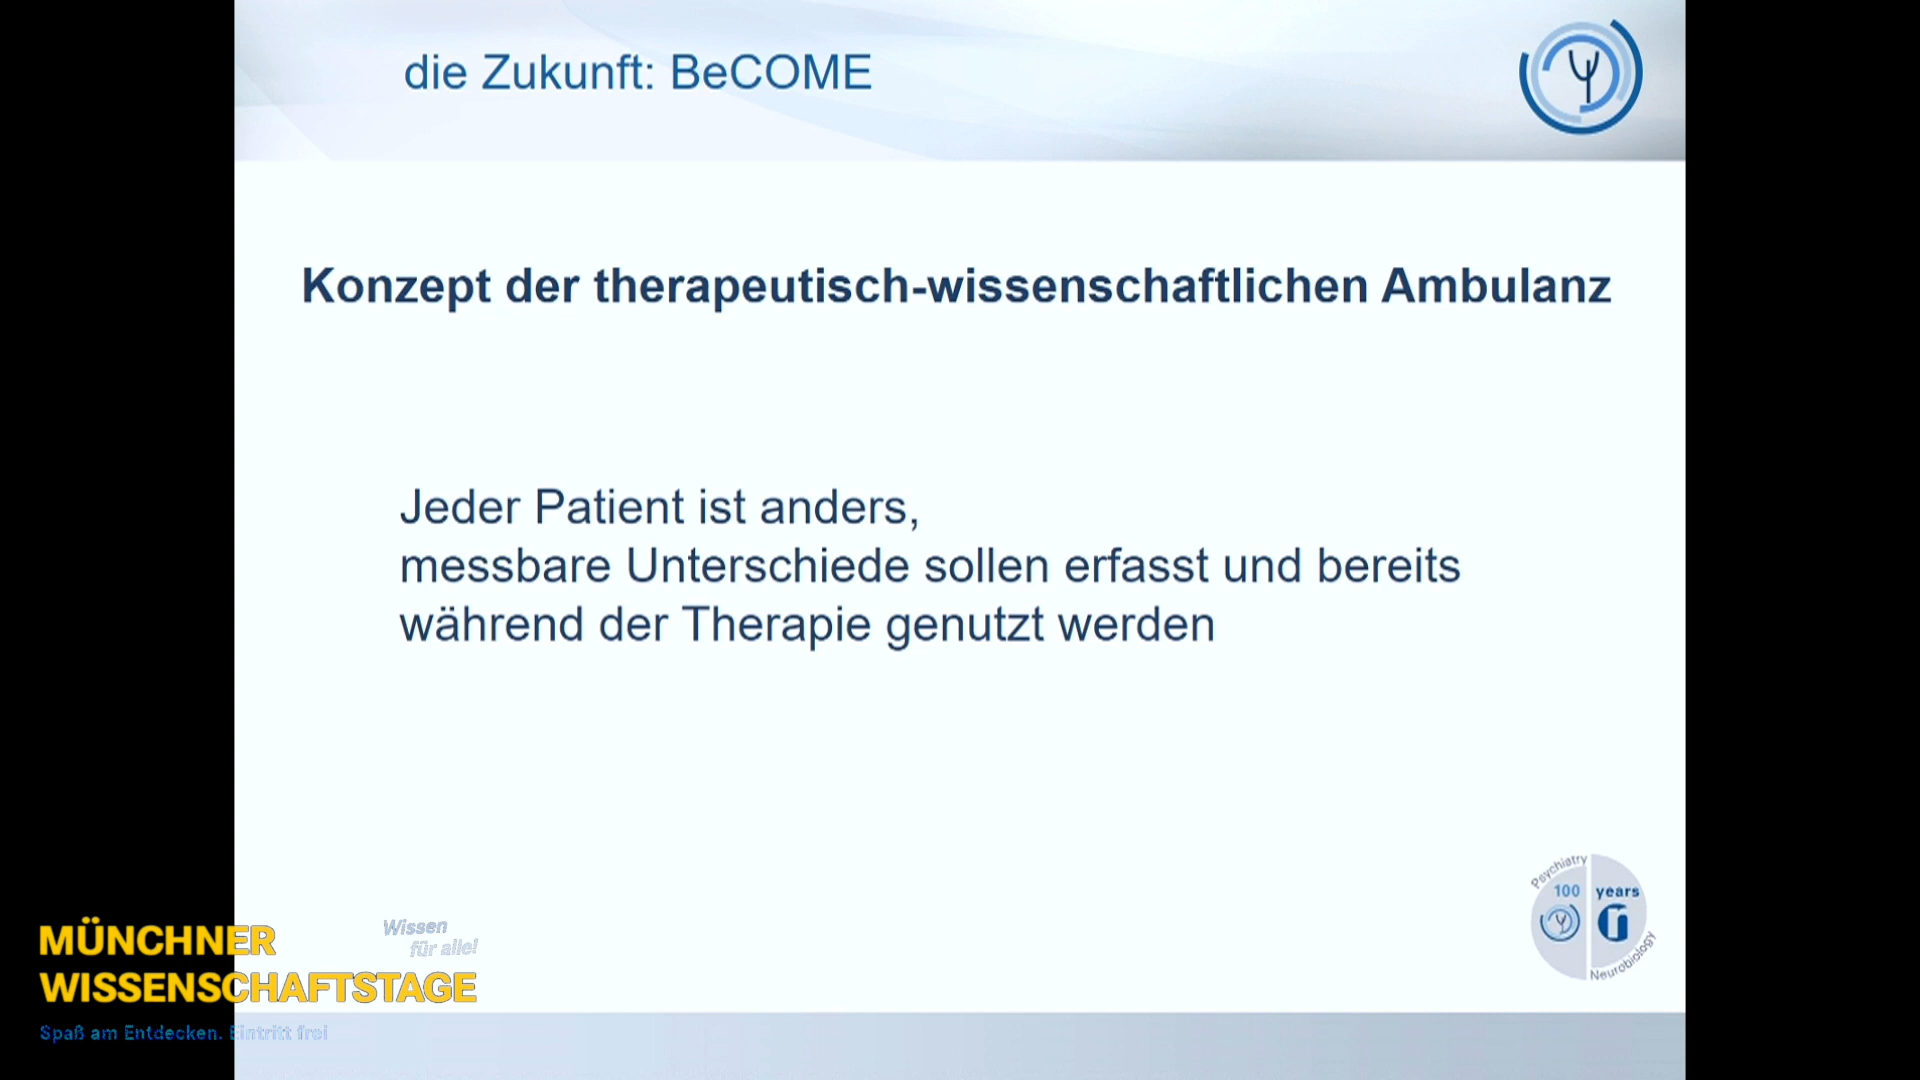 die Zukunft: BeCOME
Konzept der therapeutisch-wissenschaftlichen Ambulanz
Jeder Patient ist anders,
messbare Unterschiede sollen erfasst und bereits
während der Therapie genutzt werden
Psychiatry
100 years
Neurobiology
MÜNCHNER
WISSENSCHAFTSTAGE
Wissen
für alle!
Spaß am Entdecken. Eintritt frei